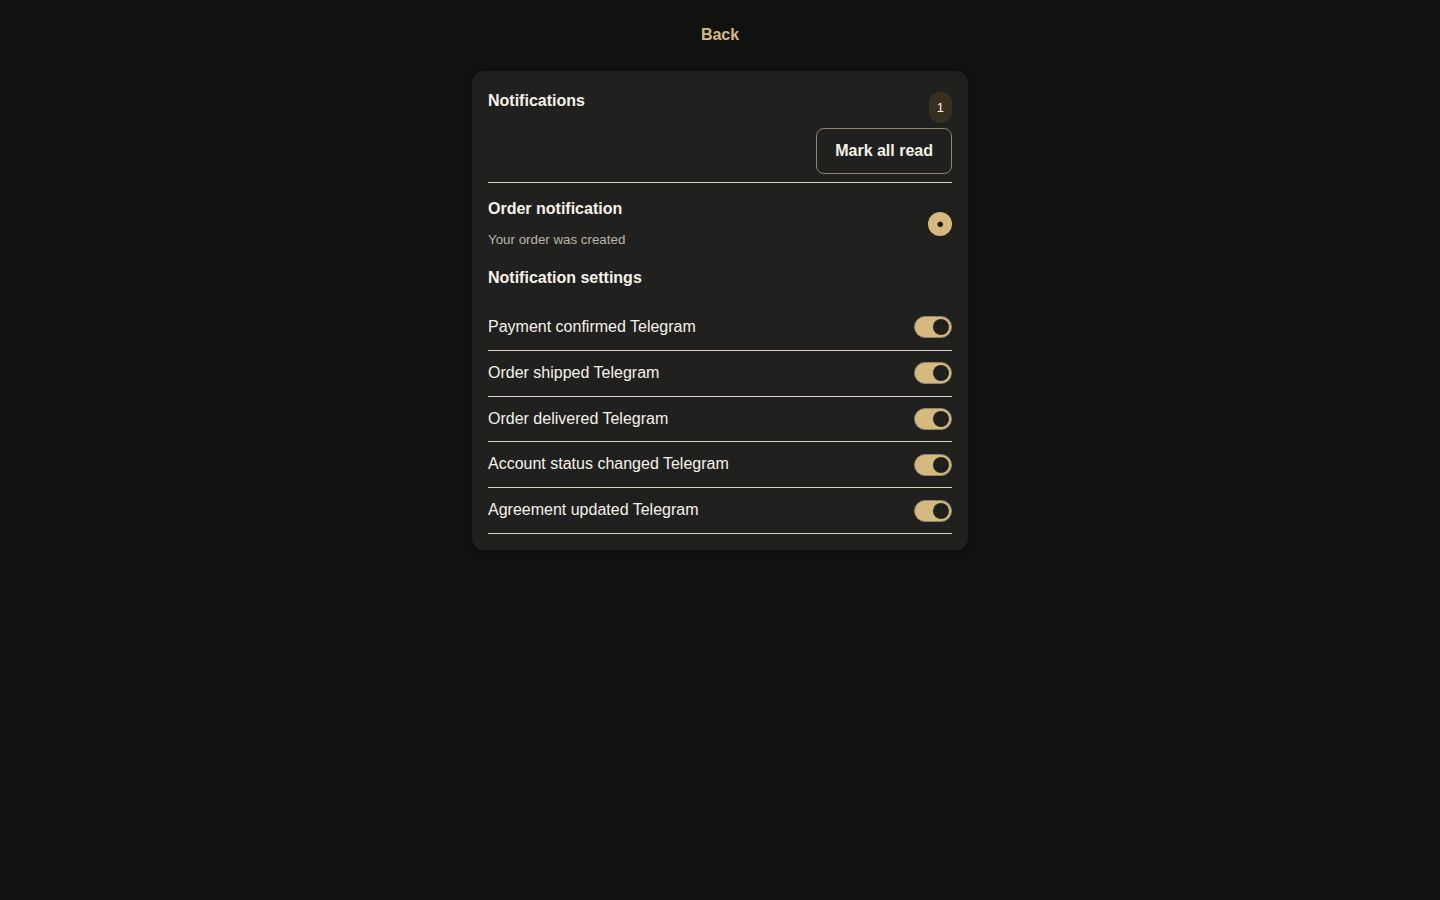 Back
Notifications
1
Mark all read
Order notification
Your order was created
Notification settings
Payment confirmed Telegram
Order shipped Telegram
Order delivered Telegram
Account status changed Telegram
Agreement updated Telegram